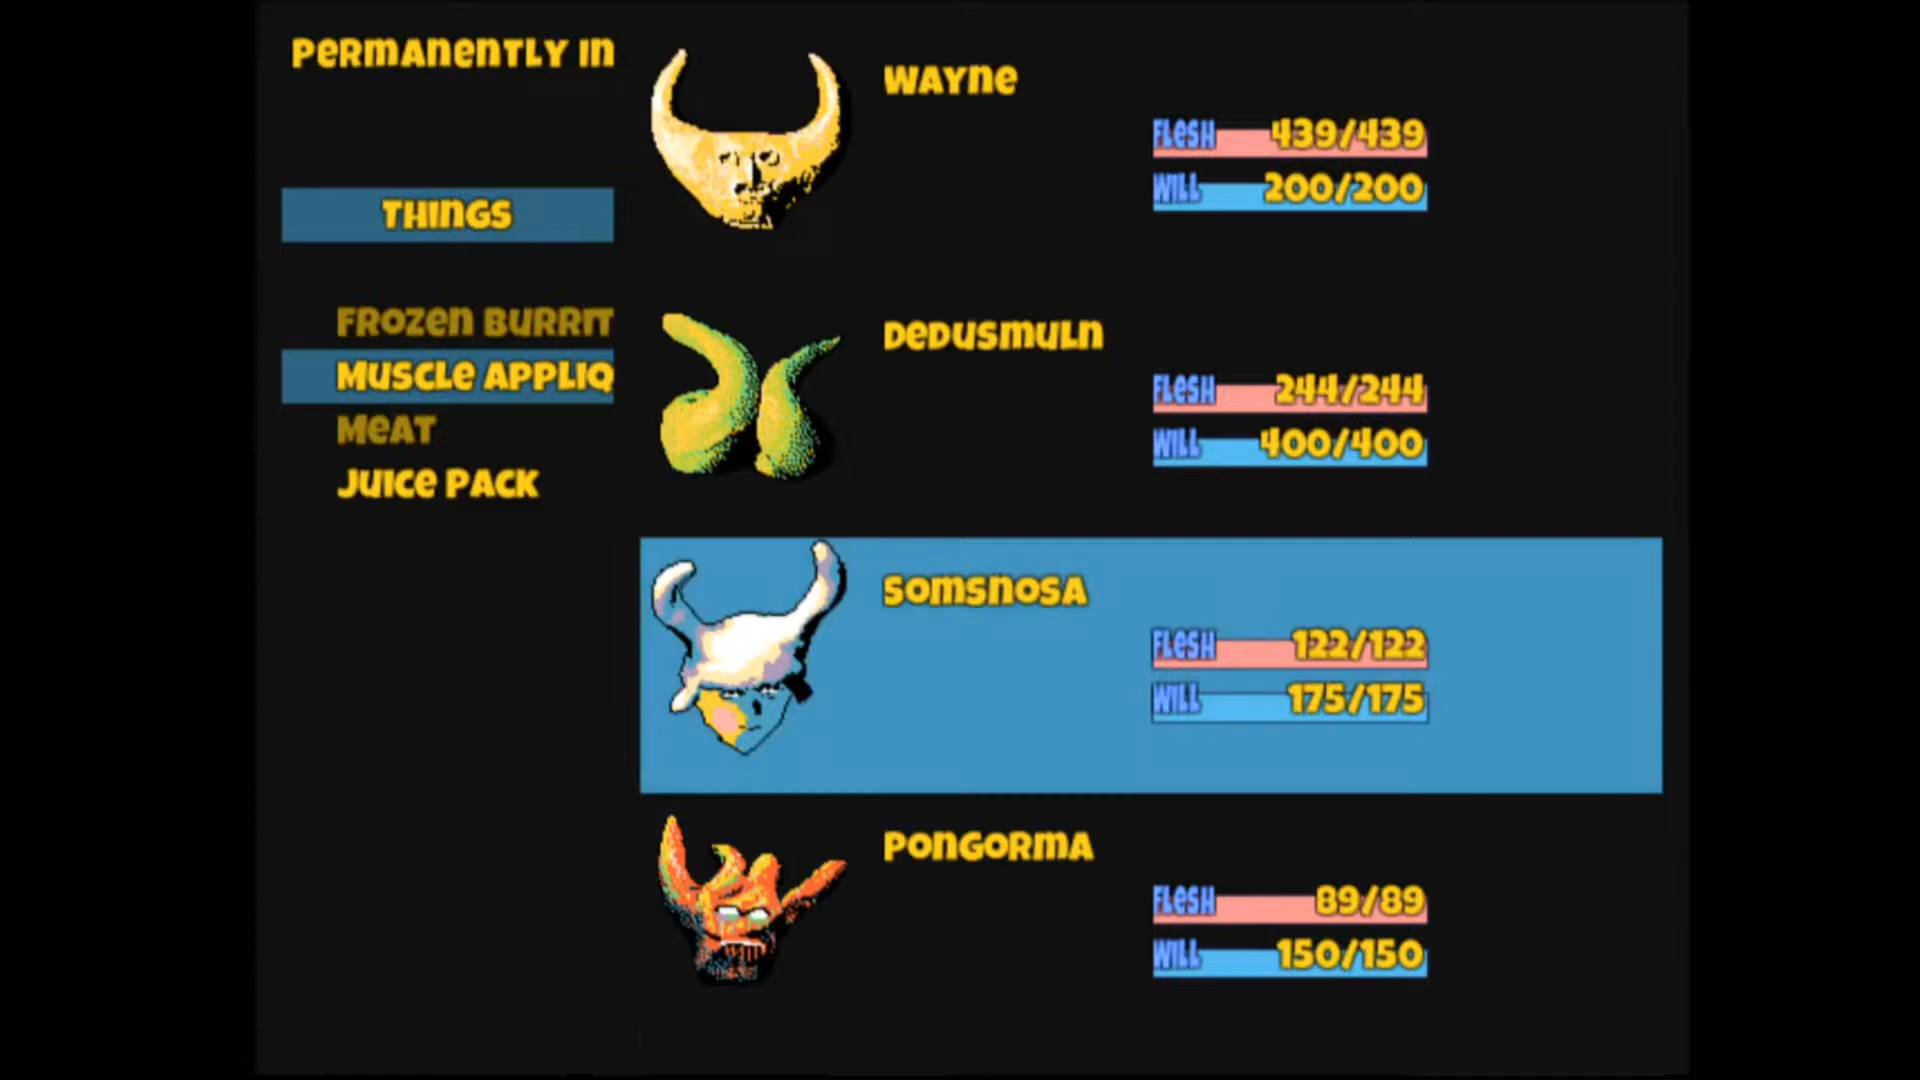 PERMANENTLY IN
THINGS
FROZEN BURRIT
MUSCLE APPLIQ
MEAT
JUICE PACK
WAYNE
FLESH 439/439
WILL 200/200
DEDUSMULN
FLESH 244/244
WILL 400/400
SOMSNOSA
FLESH 122/122
WILL 175/175
PONGORMA
FLESH 89/89
WILL 150/150